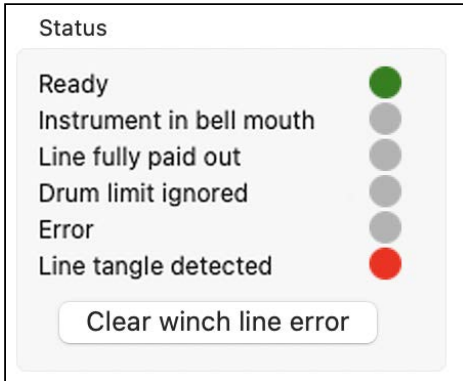 Status
Ready
Instrument in bell mouth
Line fully paid out
Drum limit ignored
Error
Line tangle detected
Clear winch line error